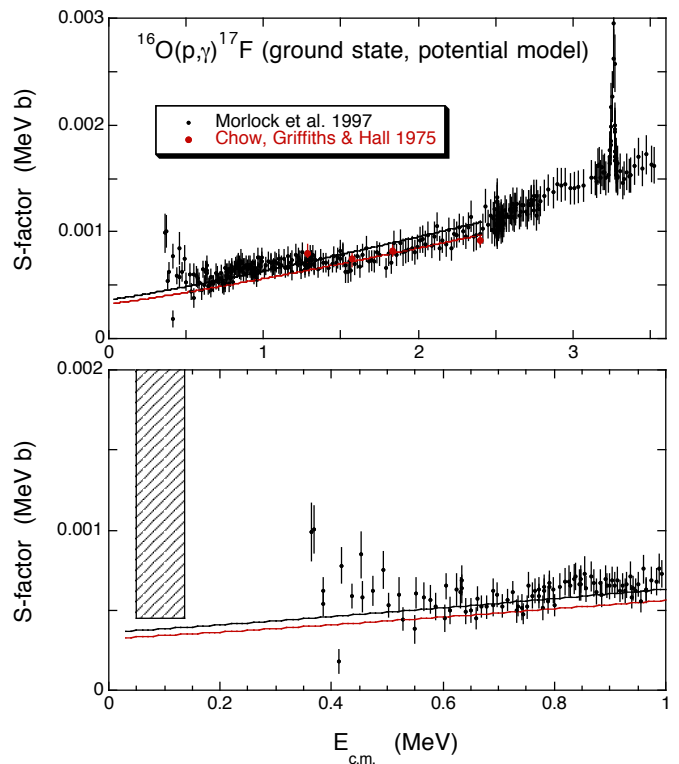 0.003
¹⁶O(p,γ)¹⁷F (ground state, potential model)
Morlock et al. 1997
Chow, Griffiths & Hall 1975
0.002
0.001
0
S-factor (MeV b)
0 1 2 3
0.002
0.001
0
S-factor (MeV b)
0 0.2 0.4 0.6 0.8 1
E_c.m. (MeV)